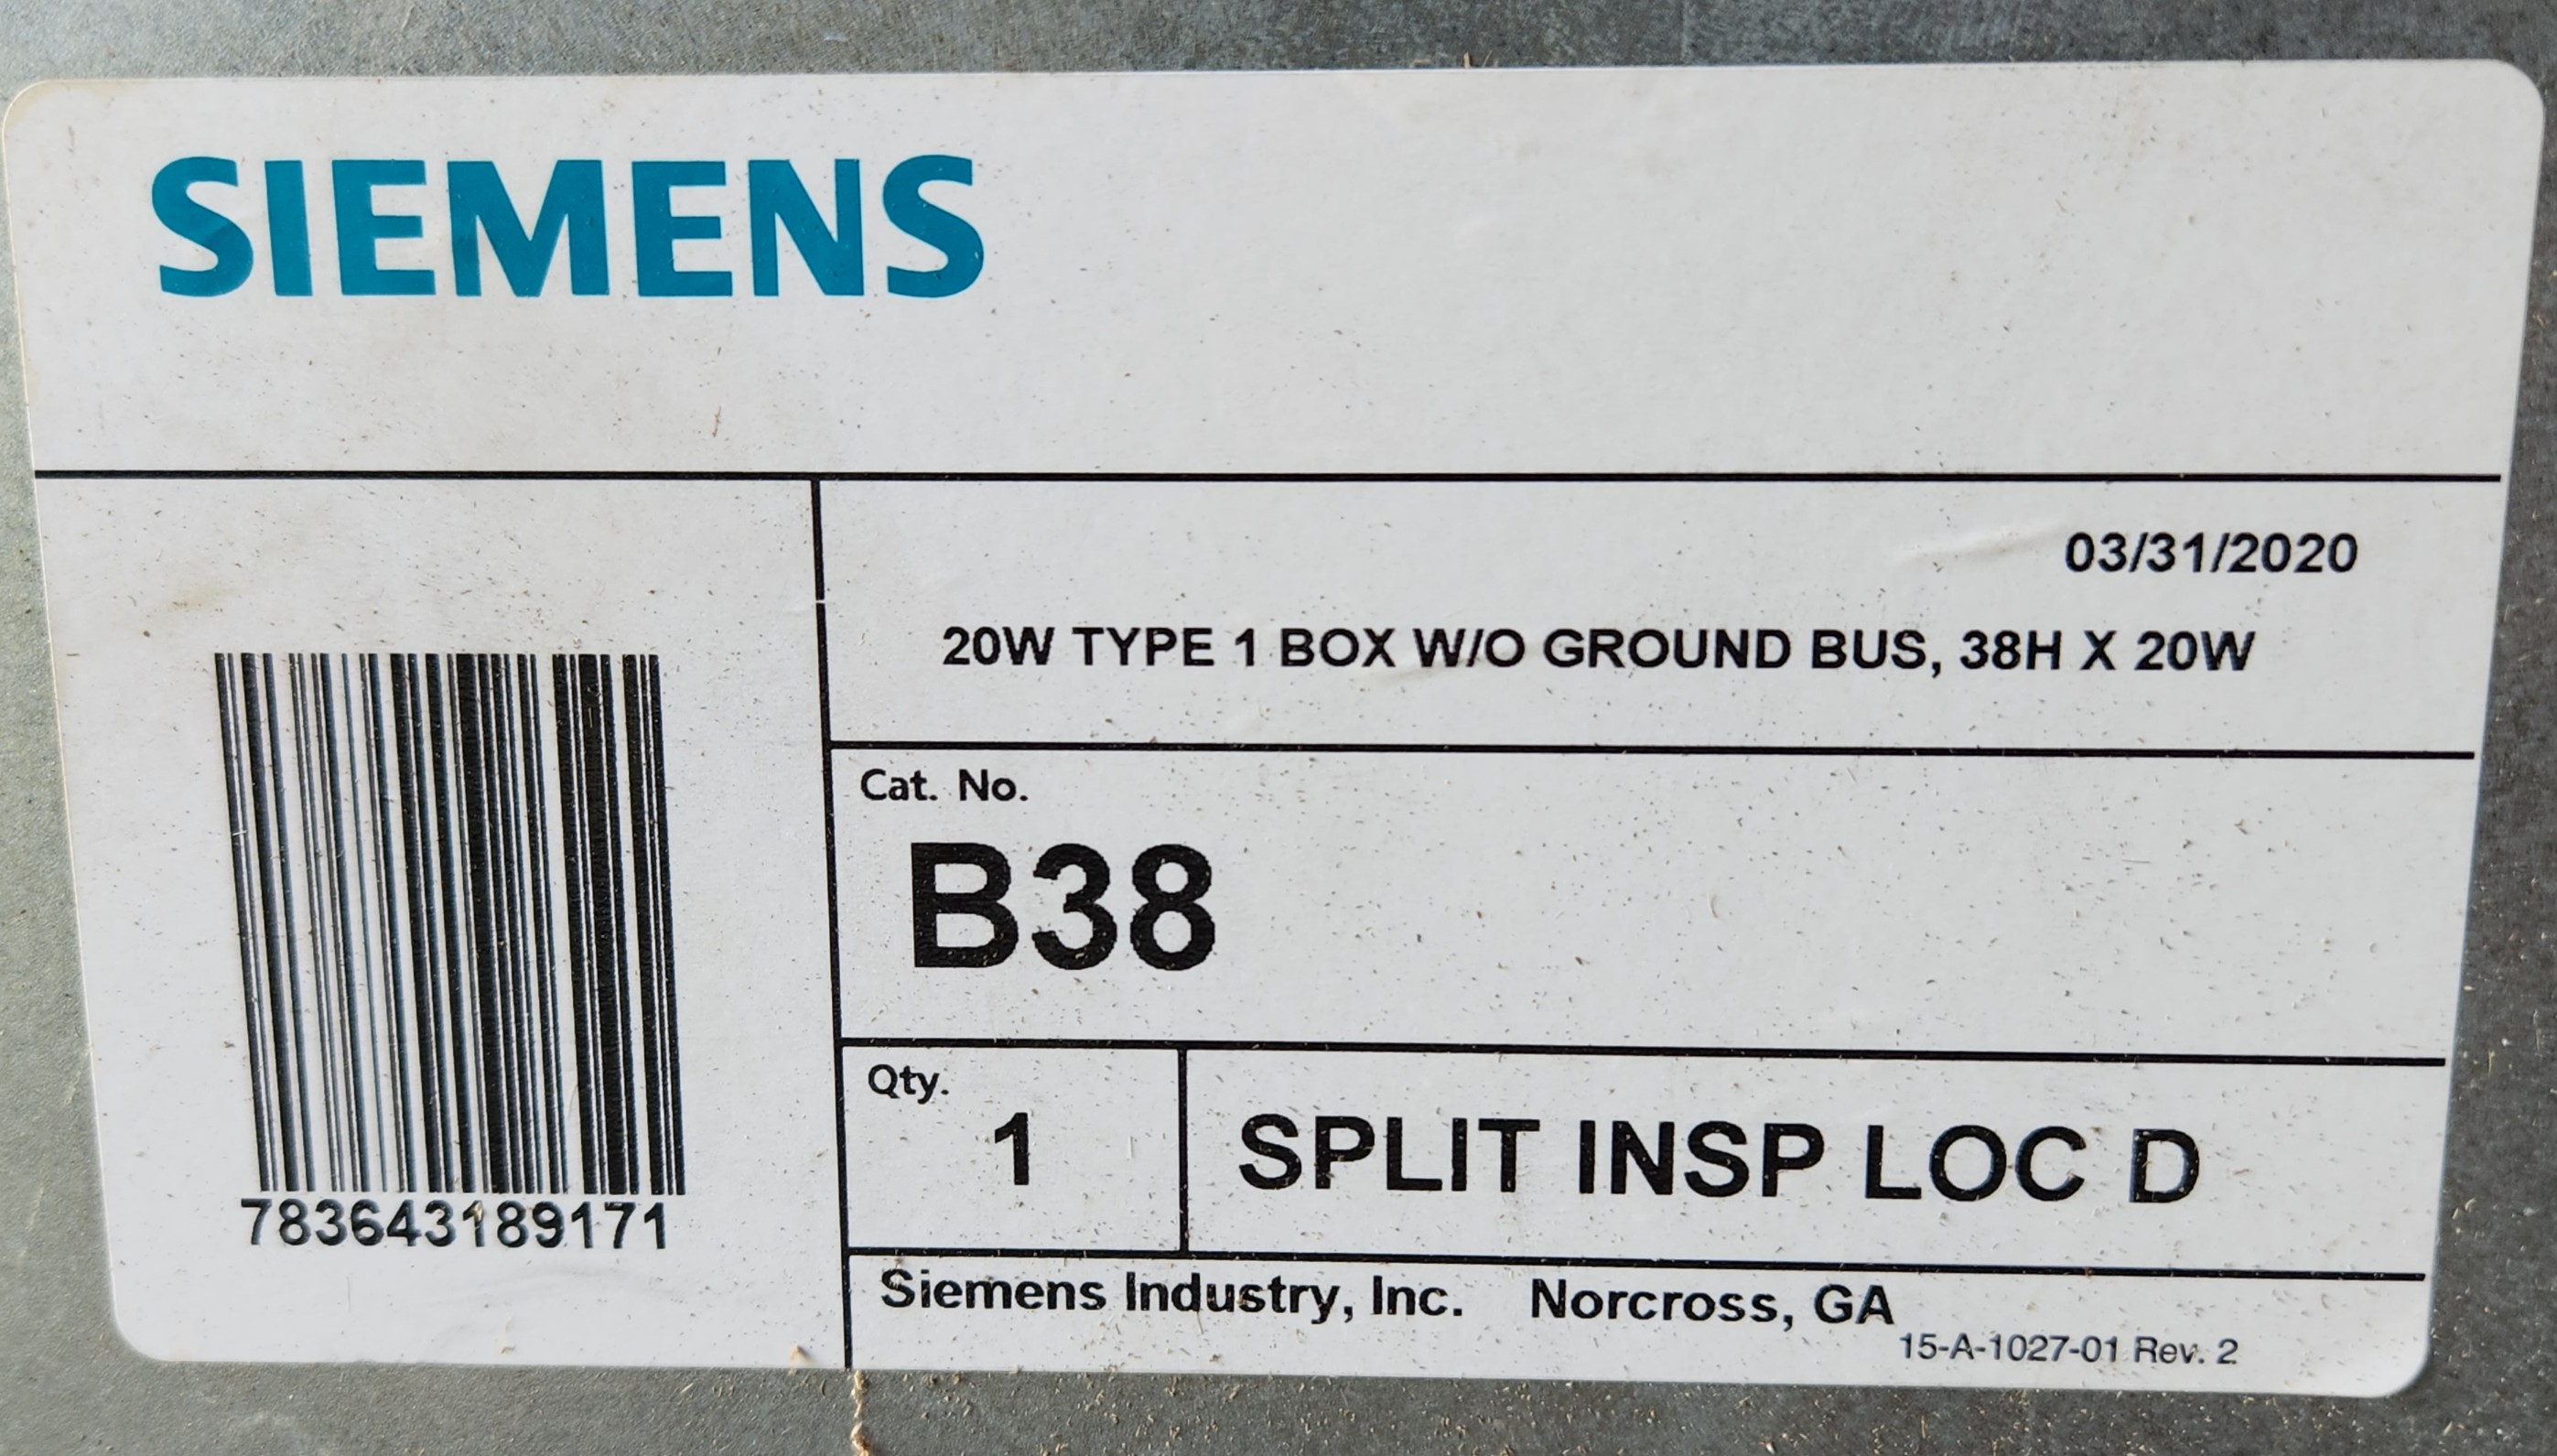 SIEMENS
03/31/2020
20W TYPE 1 BOX W/O GROUND BUS, 38H X 20W
Cat. No.
B38
Qty.
1
SPLIT INSP LOC D
783643189171
Siemens Industry, Inc. Norcross, GA
15-A-1027-01 Rev. 2